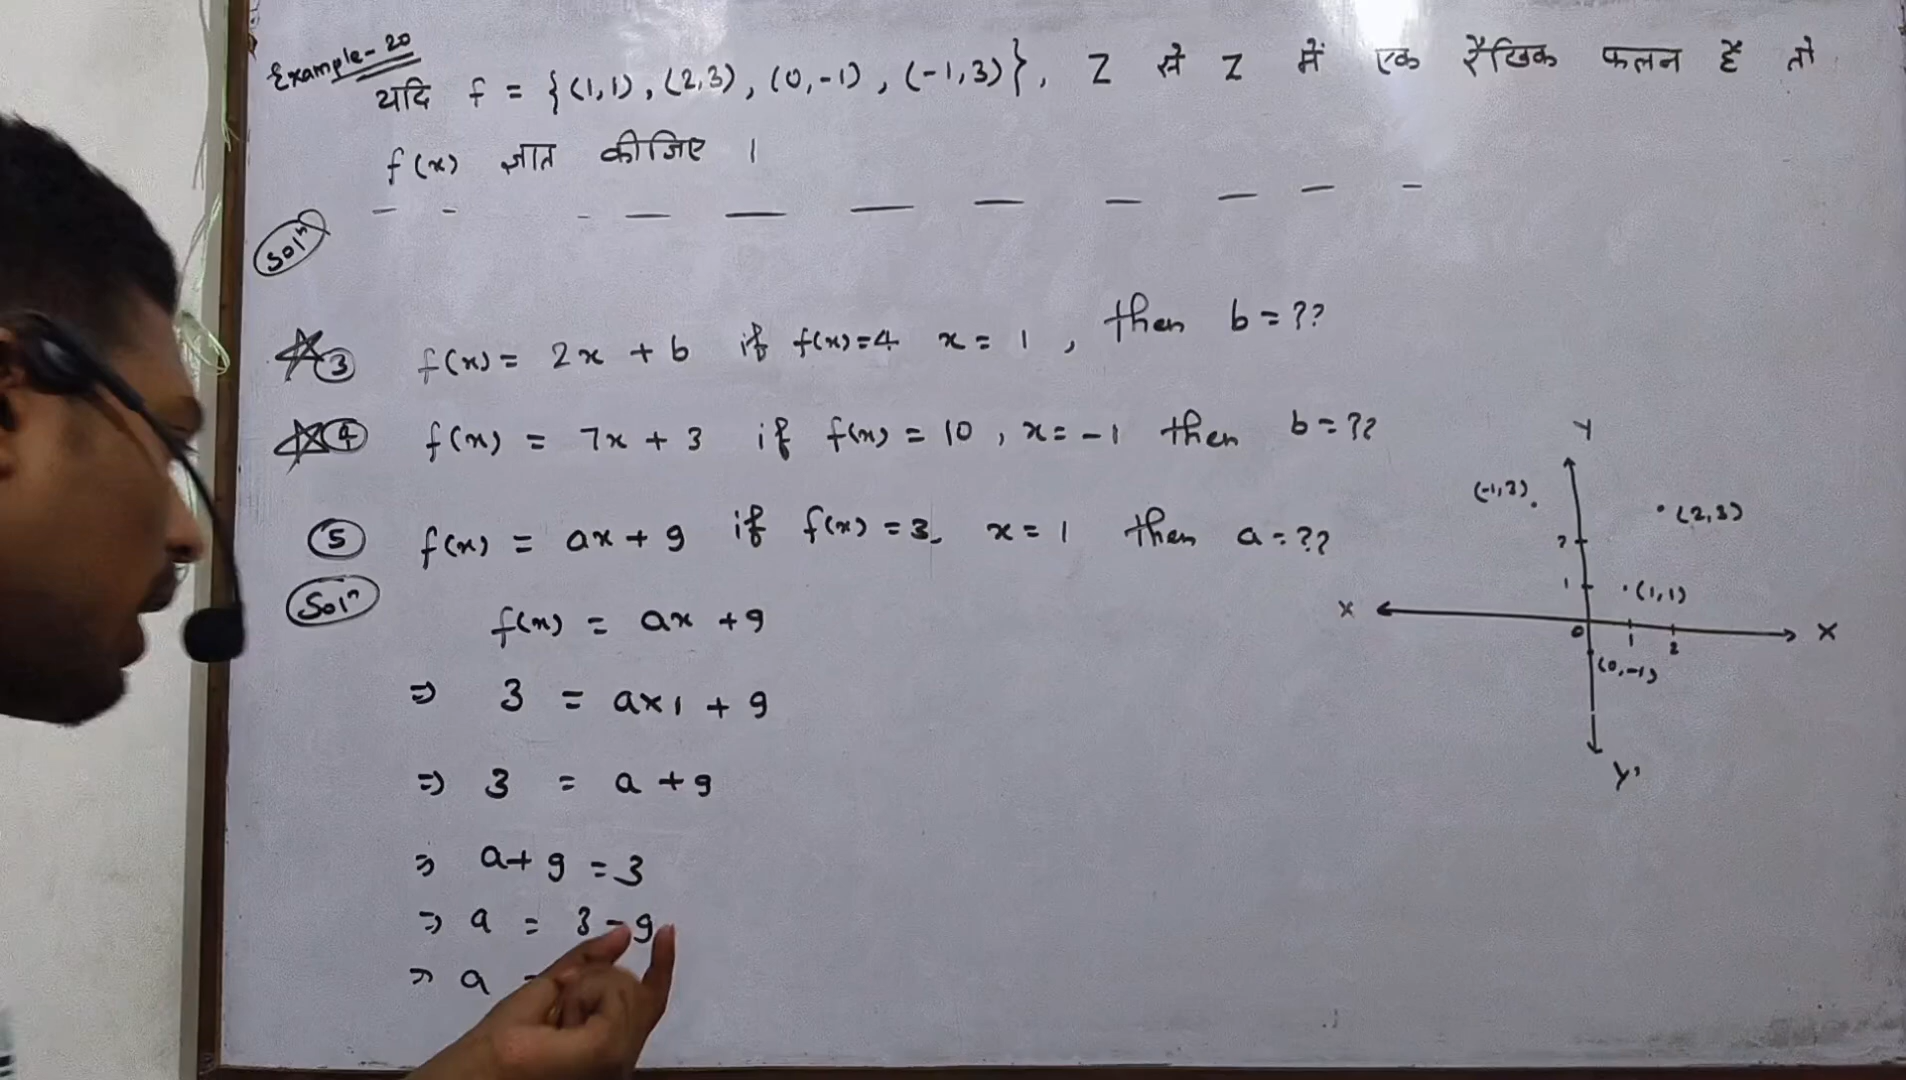 Example-20
यदि f = {(1,1), (2,3), (0,-1), (-1,3)}, Z से Z में एक रैखिक फलन है तो
f(x) ज्ञात कीजिए ।
Solⁿ
3 f(x) = 2x + b if f(x)=4 x = 1, then b = ??
4 f(x) = 7x + 3 if f(x) = 10, x = -1 then b = ??
5 f(x) = ax + 9 if f(x) = 3 x = 1 then a = ??
Solⁿ
f(x) = ax + 9
⇒ 3 = a×1 + 9
⇒ 3 = a + 9
⇒ a + 9 = 3
⇒ a = 3 - 9
⇒ a =
Y
(-1,3)
(2,3)
2
1
(1,1)
X
0
1
2
X
(0,-1)
Y'